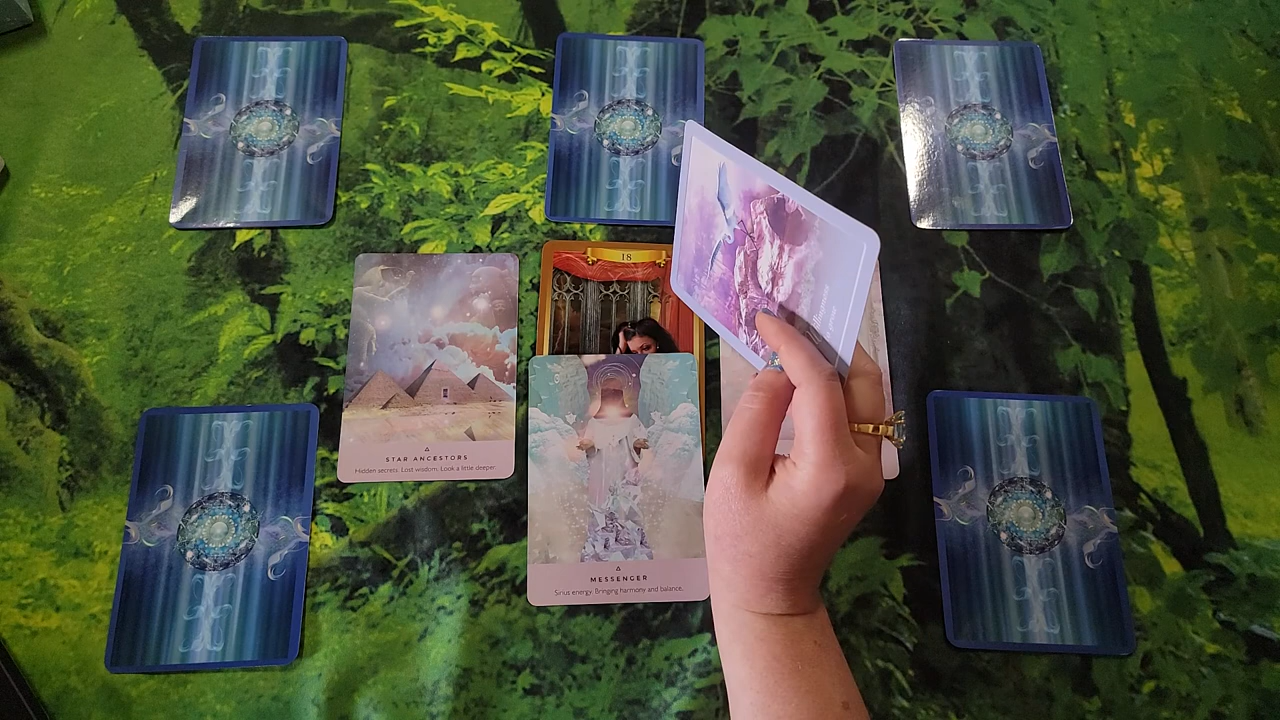 18
STAR ANCESTORS
Hidden secrets. Lost wisdom. Look a little deeper.
MESSENGER
Sirius energy. Bringing harmony and balance.